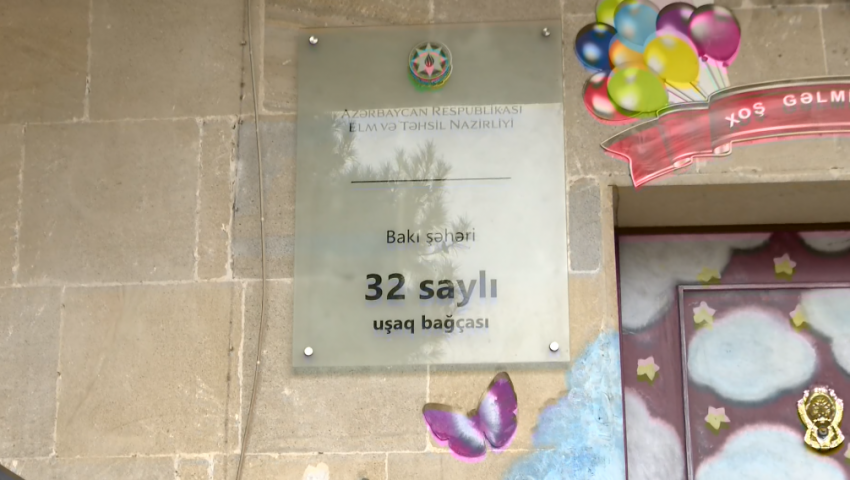 AZƏRBAYCAN RESPUBLİKASI
ELM VƏ TƏHSİL NAZİRLİYİ
Bakı şəhəri
32 saylı
uşaq bağçası
XOŞ GƏLMİ